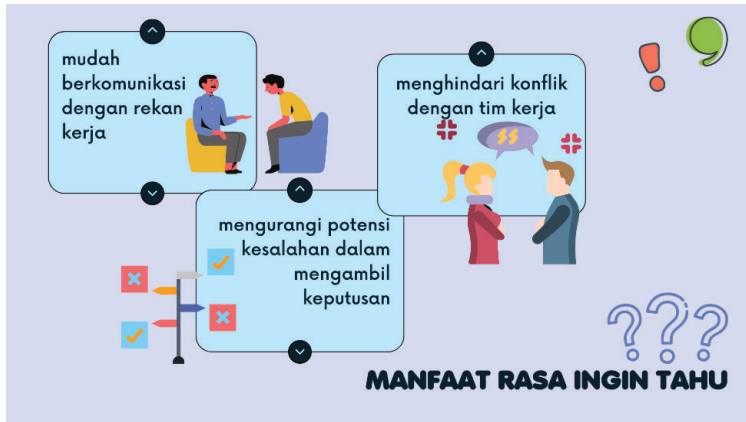 mudah
berkomunikasi
dengan rekan
kerja
menghindari konflik
dengan tim kerja
mengurangi potensi
kesalahan dalam
mengambil
keputusan
???
MANFAAT RASA INGIN TAHU